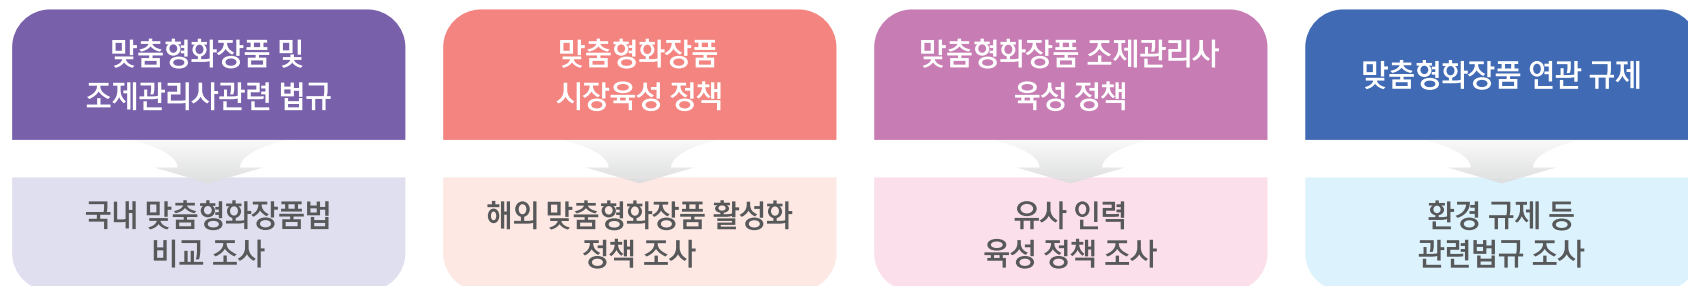 맞춤형화장품 및
조제관리사관련 법규
국내 맞춤형화장품법
비교 조사
맞춤형화장품
시장육성 정책
해외 맞춤형화장품 활성화
정책 조사
맞춤형화장품 조제관리사
육성 정책
유사 인력
육성 정책 조사
맞춤형화장품 연관 규제
환경 규제 등
관련법규 조사